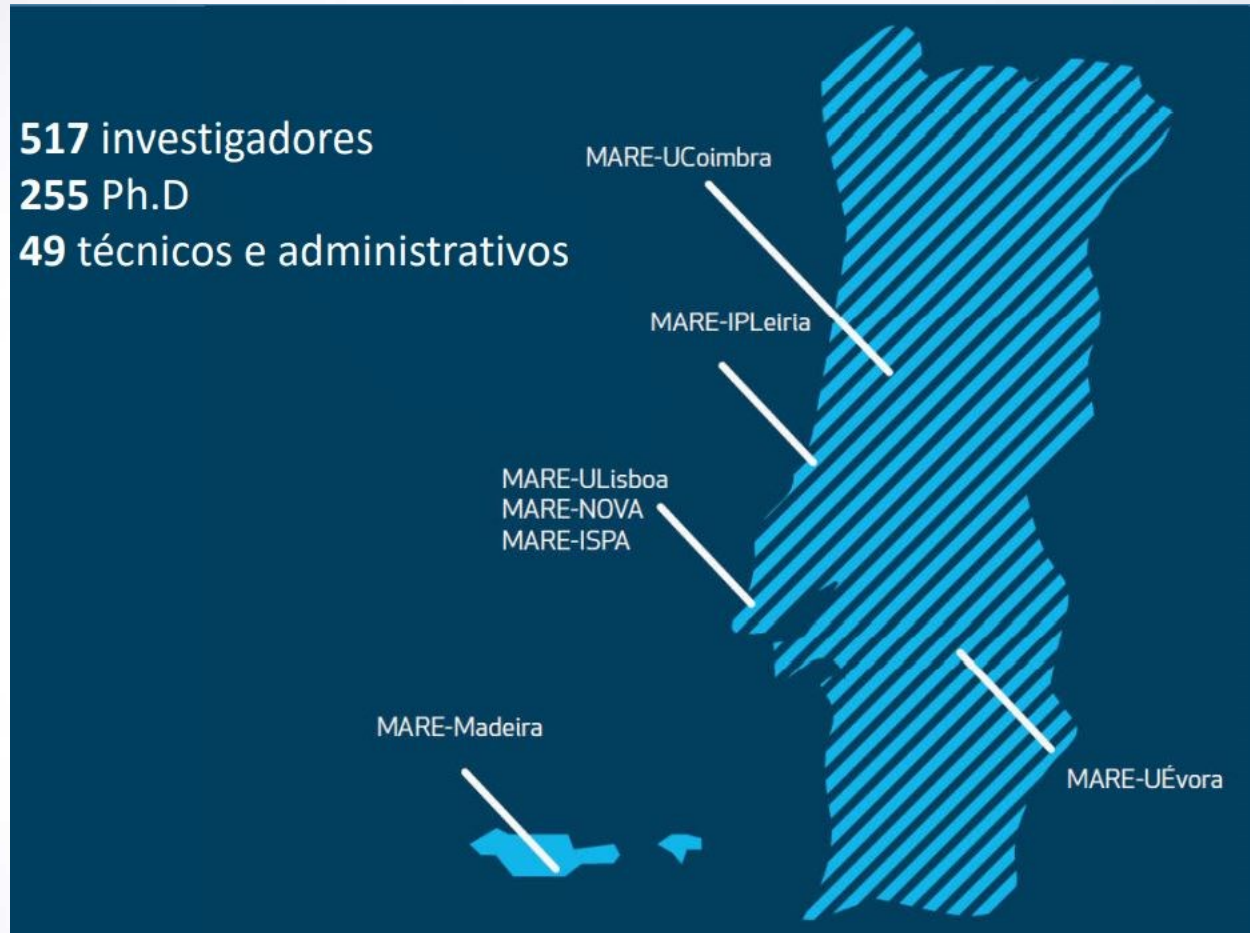 517 investigadores
255 Ph.D
49 técnicos e administrativos
MARE-UCoimbra
MARE-IPLeiria
MARE-ULisboa
MARE-NOVA
MARE-ISPA
MARE-Madeira
MARE-UÉvora